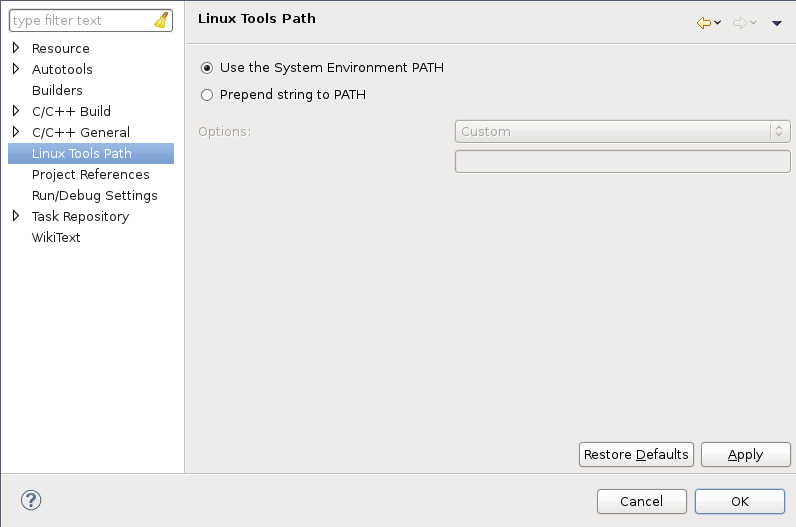 type filter text
Resource
Autotools
Builders
C/C++ Build
C/C++ General
Linux Tools Path
Project References
Run/Debug Settings
Task Repository
WikiText
Linux Tools Path
Use the System Environment PATH
Prepend string to PATH
Options:
Custom
Restore Defaults
Apply
Cancel
OK